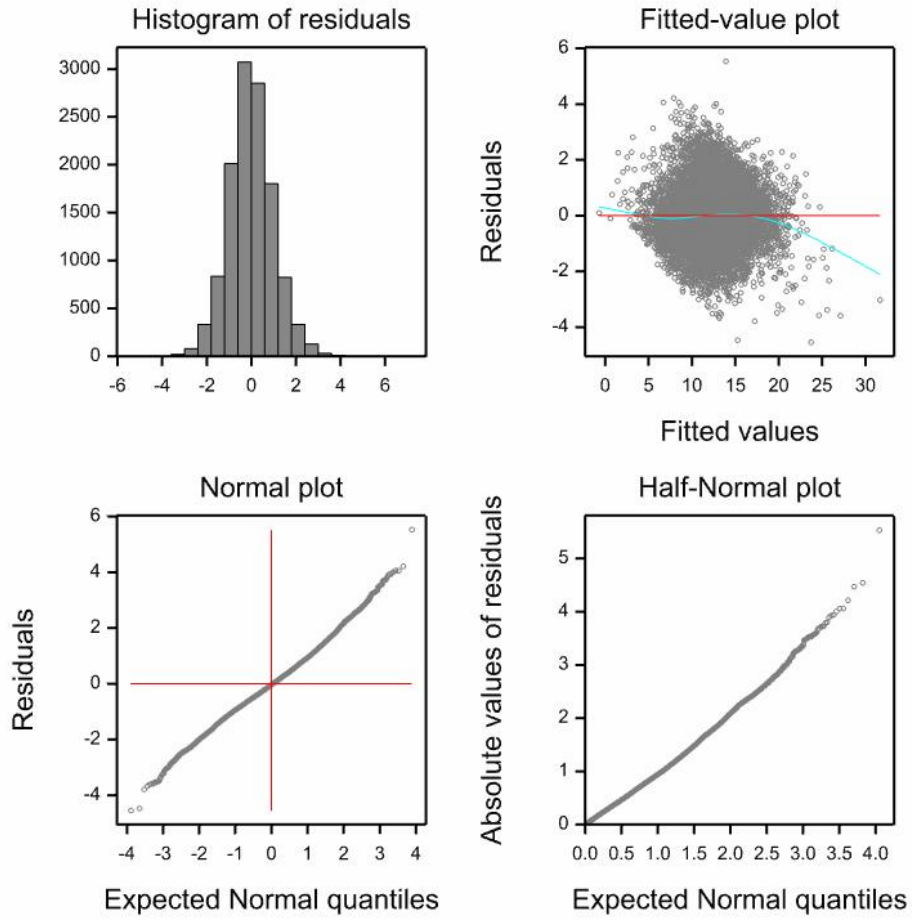 Histogram of residuals
3000
2500
2000
1500
1000
500
0
-6 -4 -2 0 2 4 6
Fitted-value plot
Residuals
6
4
2
0
-2
-4
0 5 10 15 20 25 30
Fitted values
Normal plot
Residuals
6
4
2
0
-2
-4
-4 -3 -2 -1 0 1 2 3 4
Expected Normal quantiles
Half-Normal plot
Absolute values of residuals
5
4
3
2
1
0
0.0 0.5 1.0 1.5 2.0 2.5 3.0 3.5 4.0
Expected Normal quantiles